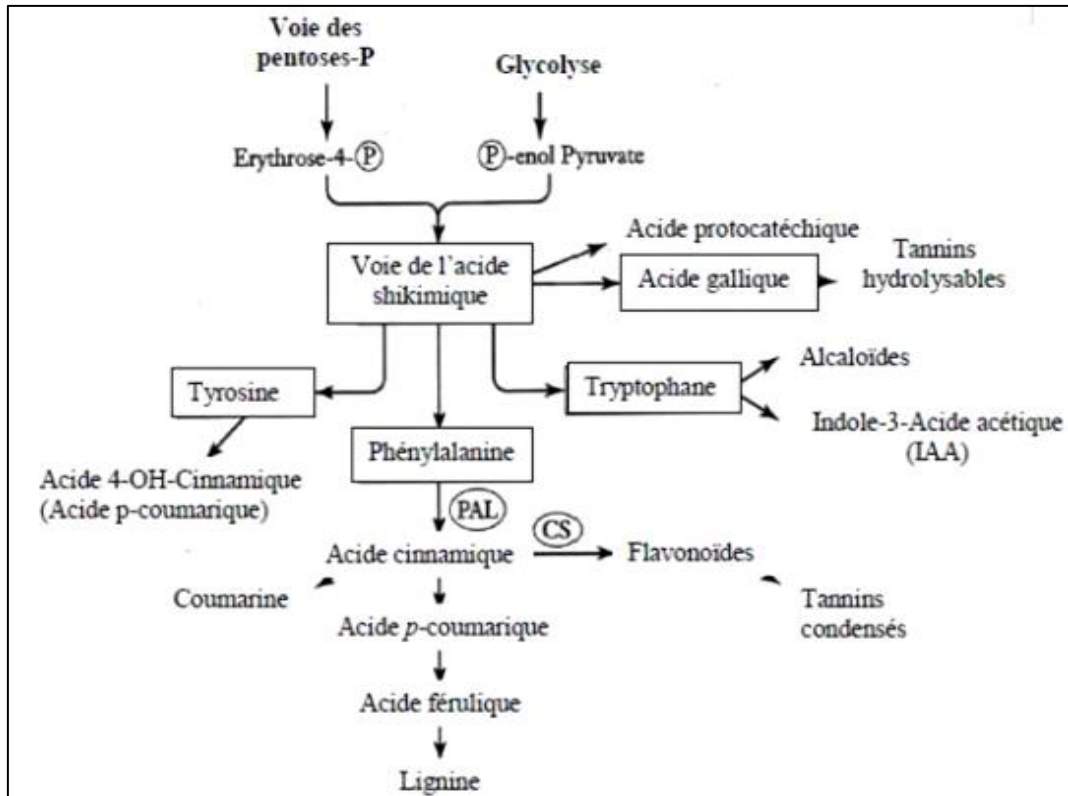 Voie des
pentoses-P
Glycolyse
Erythrose-4-P
P-enol Pyruvate
Voie de l'acide
shikimique
Acide protocatéchique
Acide gallique
Tannins
hydrolysables
Tyrosine
Tryptophane
Alcaloïdes
Indole-3-Acide acétique
(IAA)
Phénylalanine
Acide 4-OH-Cinnamique
(Acide p-coumarique)
PAL
CS
Acide cinnamique
Flavonoïdes
Coumarine
Tannins
condensés
Acide p-coumarique
Acide férulique
Lignine